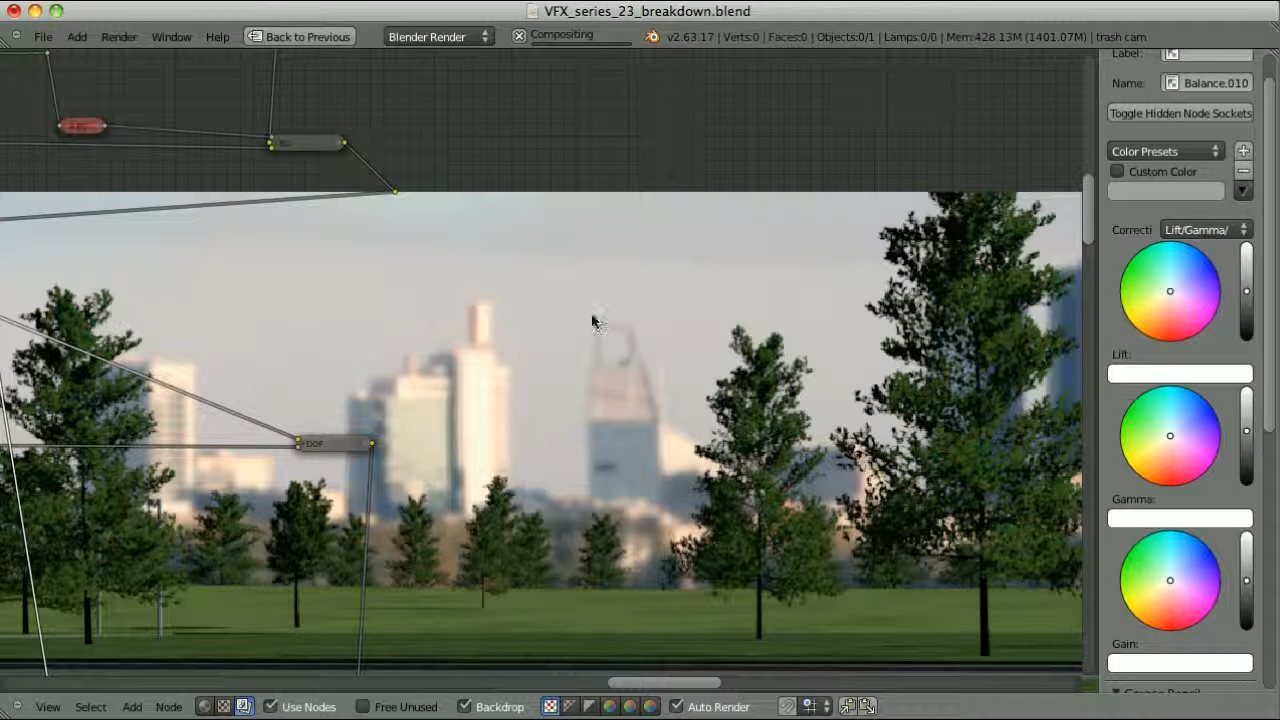 VFX_series_23_breakdown.blend
File Add Render Window Help Back to Previous Blender Render Compositing v2.63.17 | Verts:0 | Faces:0 | Objects:0/1 | Lamps:0/0 | Mem:428.13M (1401.07M) | trash cam
Label:
Name: Balance.010
Toggle Hidden Node Sockets
Color Presets
Custom Color
Correcti Lift/Gamma/
Lift:
DOF
Gamma:
Gain:
Grease Pencil
View Select Add Node Use Nodes Free Unused Backdrop Auto Render